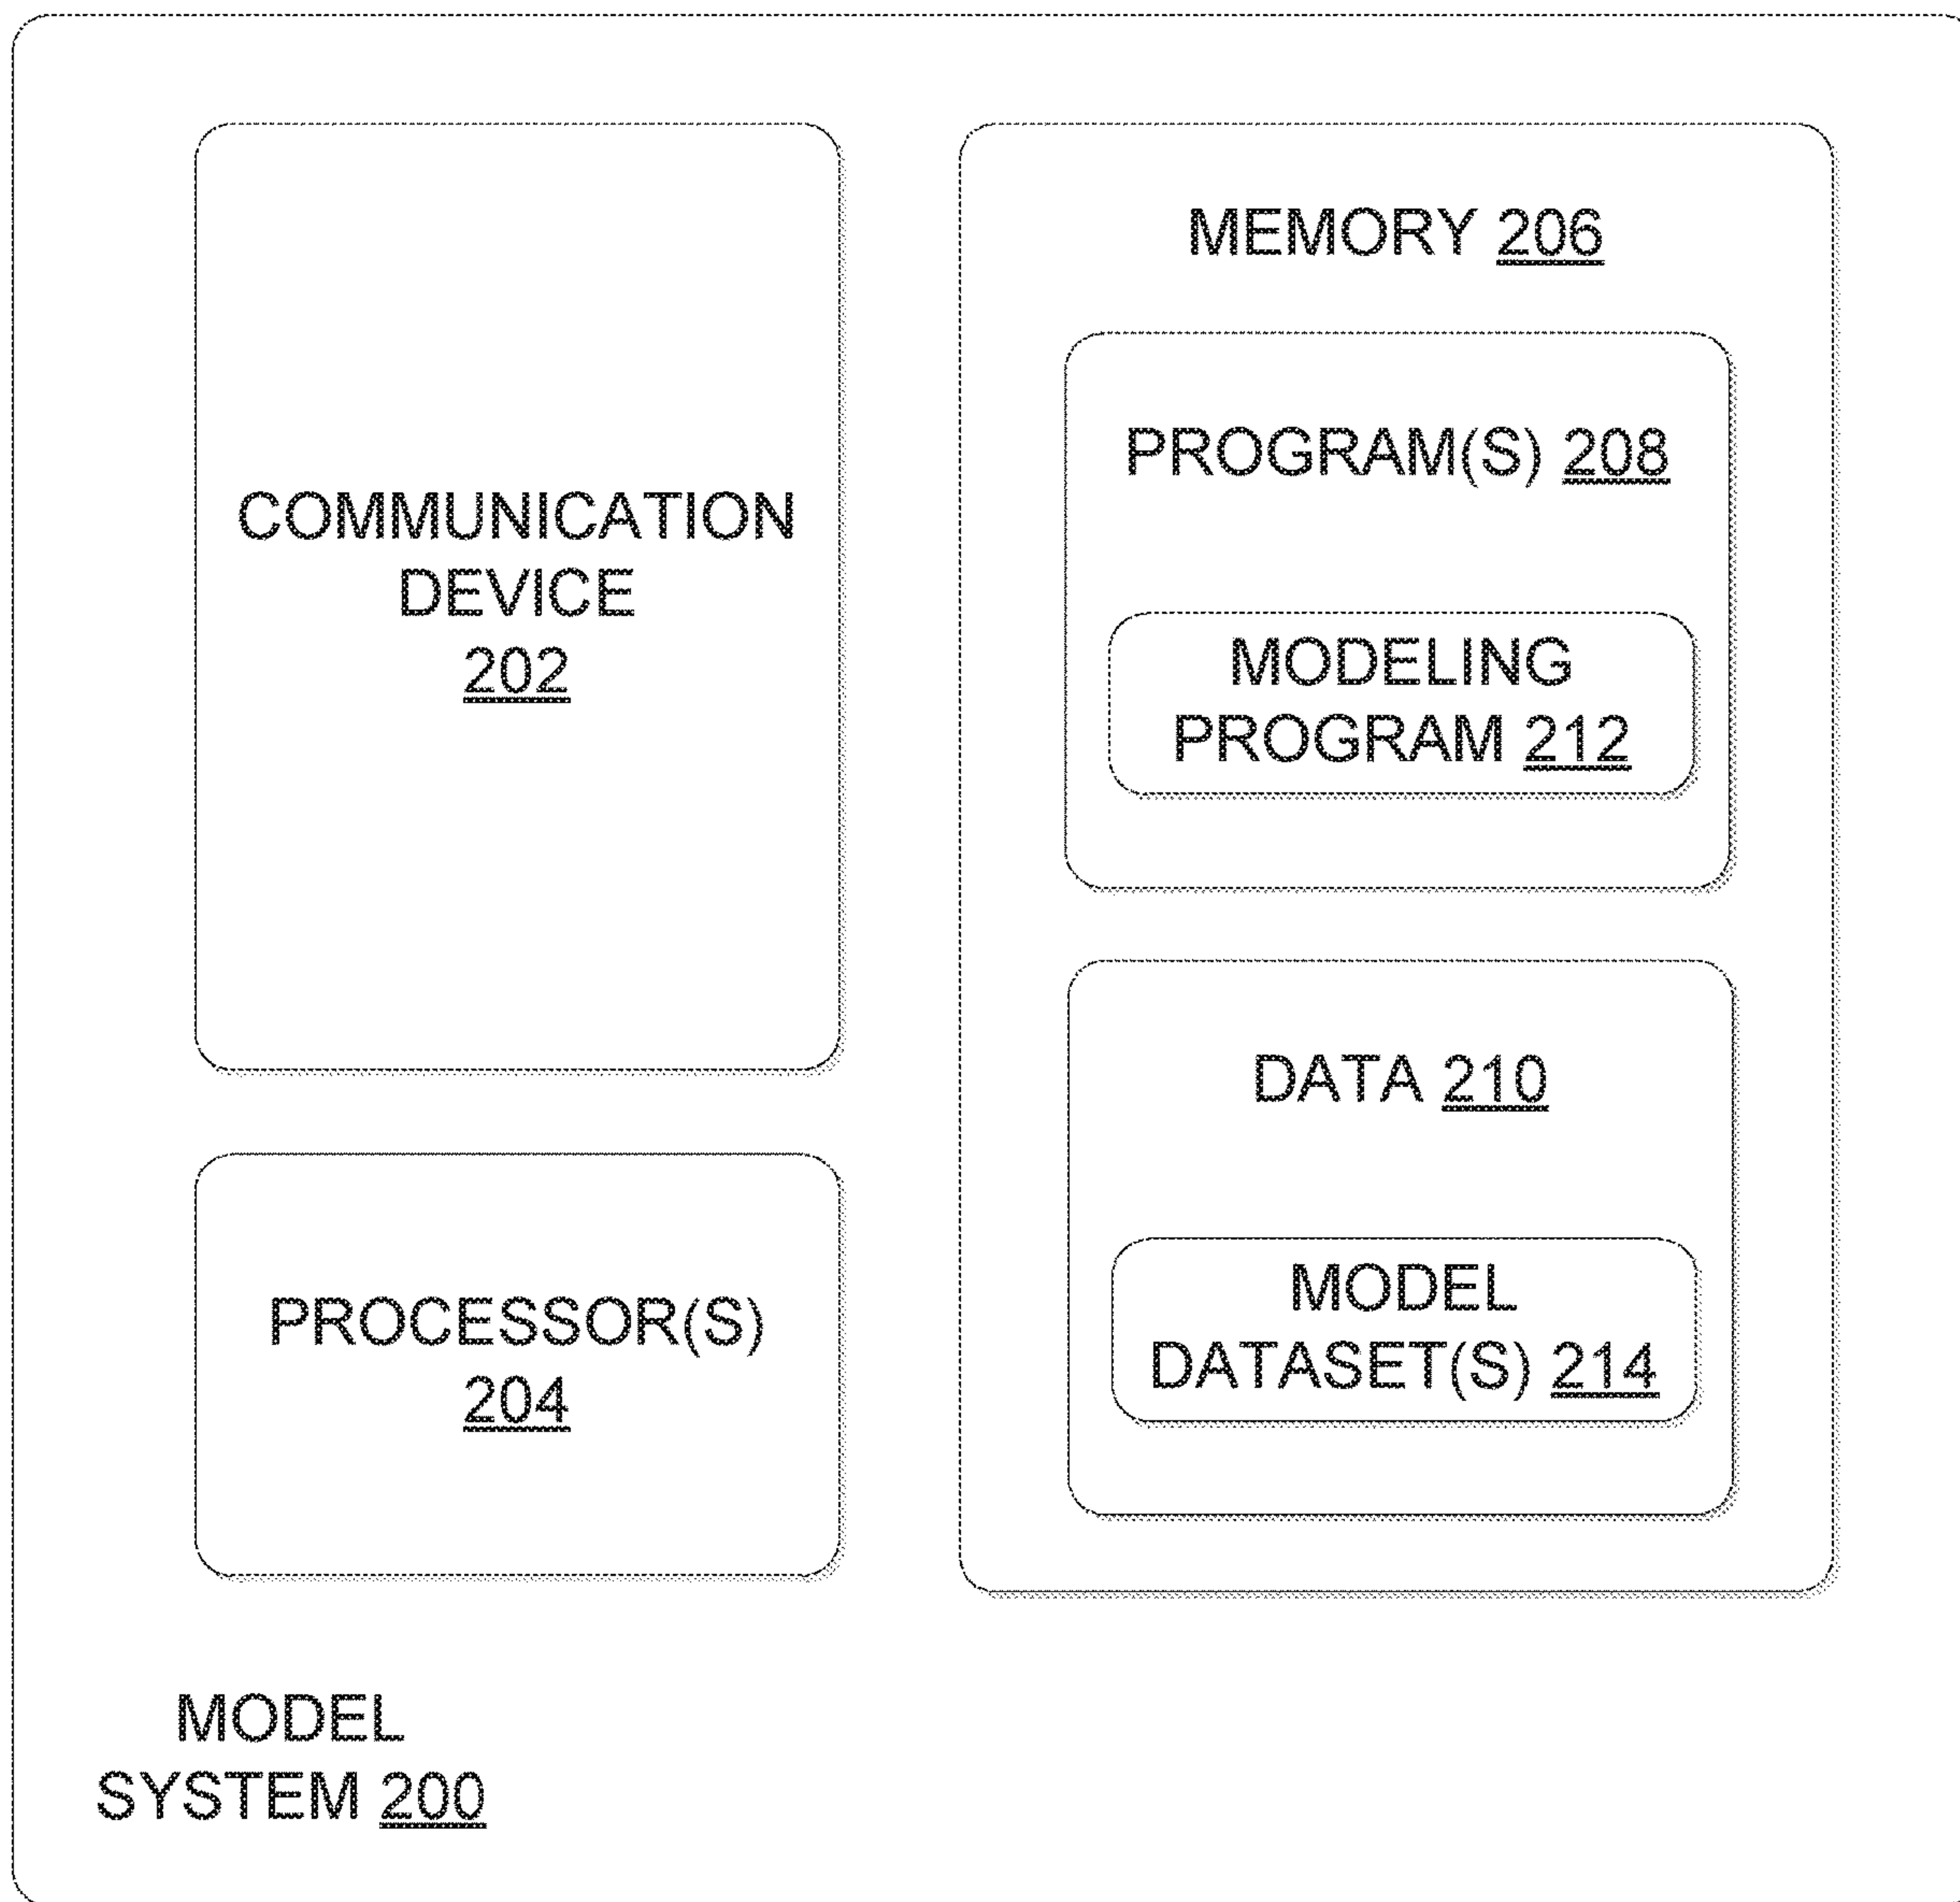 COMMUNICATION
DEVICE
202
PROCESSOR(S)
204
MEMORY 206
PROGRAM(S) 208
MODELING
PROGRAM 212
DATA 210
MODEL
DATASET(S) 214
MODEL
SYSTEM 200